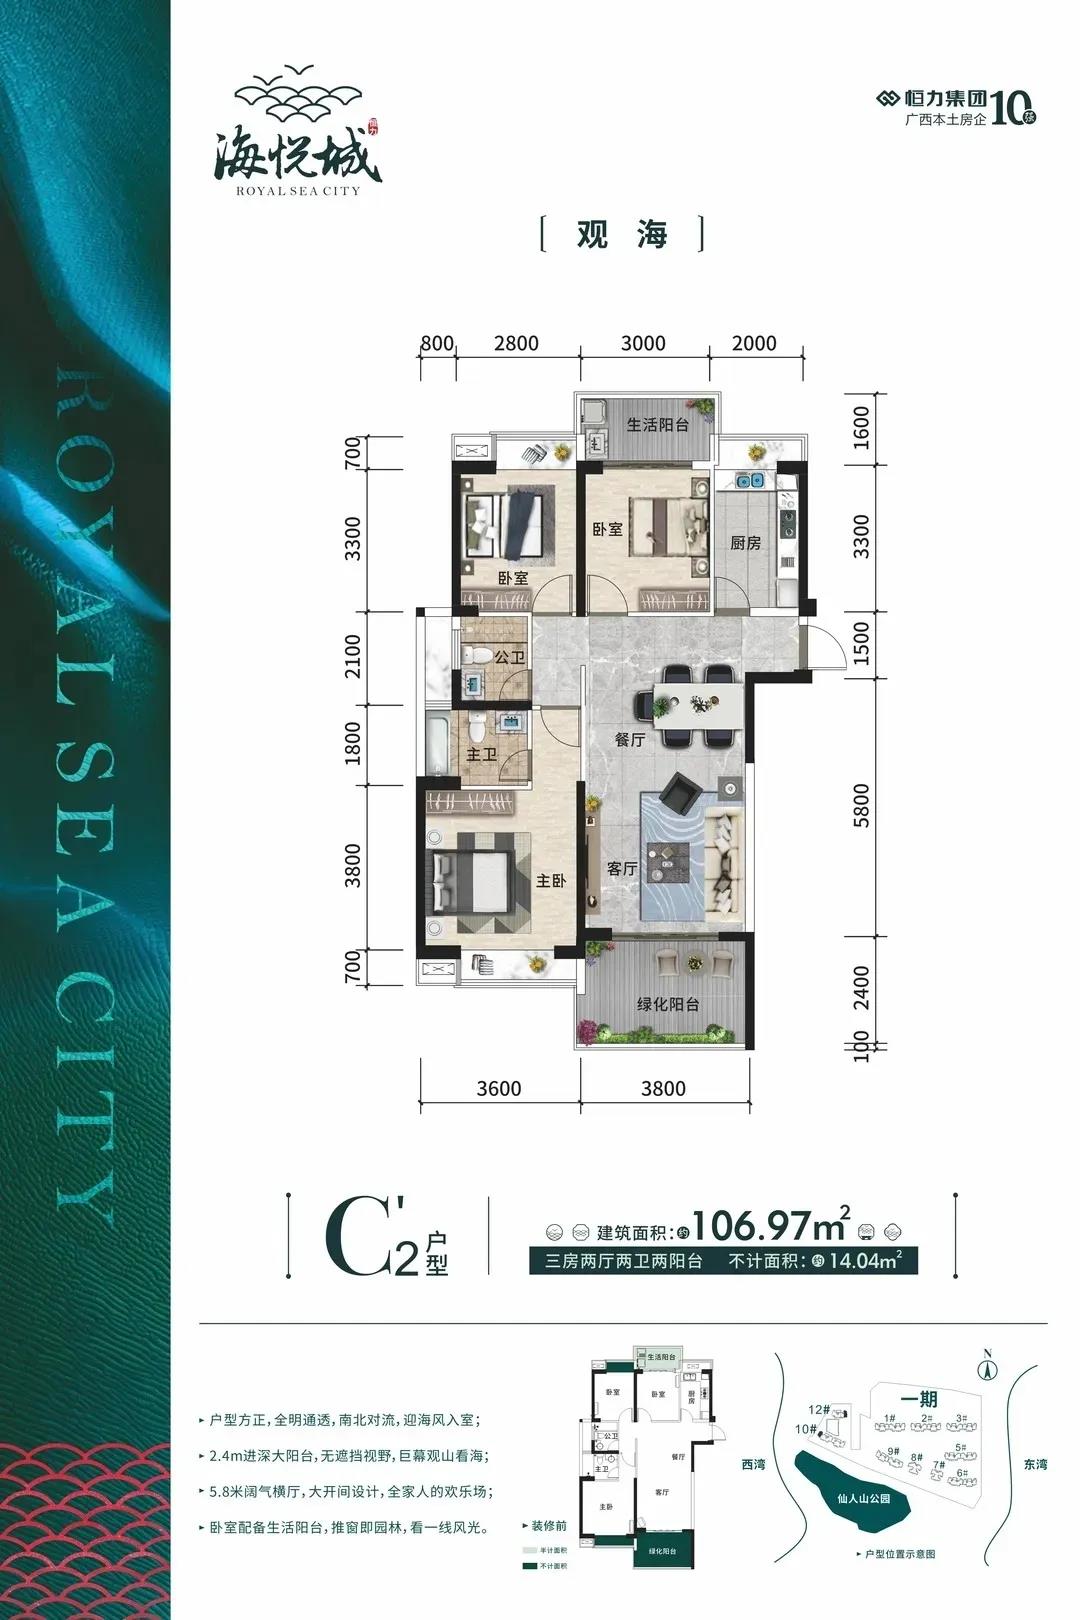 恒力
海悦城
ROYAL SEA CITY
恒力集团
广西本土房企10强
观海
ROYAL SEA CITY
800 2800 3000 2000
700
3300
2100
1800
3800
700
1600
3300
1500
5800
2400
100
3600 3800
生活阳台
卧室
卧室
厨房
公卫
主卫
餐厅
客厅
主卧
绿化阳台
C'2户型
建筑面积:约106.97m²
三房两厅两卫两阳台 不计面积:约14.04m²
户型方正,全明通透,南北对流,迎海风入室;
2.4m进深大阳台,无遮挡视野,巨幕观山看海;
5.8米阔气横厅,大开间设计,全家人的欢乐场;
卧室配备生活阳台,推窗即园林,看一线风光。
生活阳台
卧室
卧室
厨房
公卫
主卫
餐厅
主卧
客厅
绿化阳台
装修前
半计面积
不计面积
N
一期
12#
10#
1# 2# 3#
9# 8# 7# 5# 6#
西湾
东湾
仙人山公园
户型位置示意图